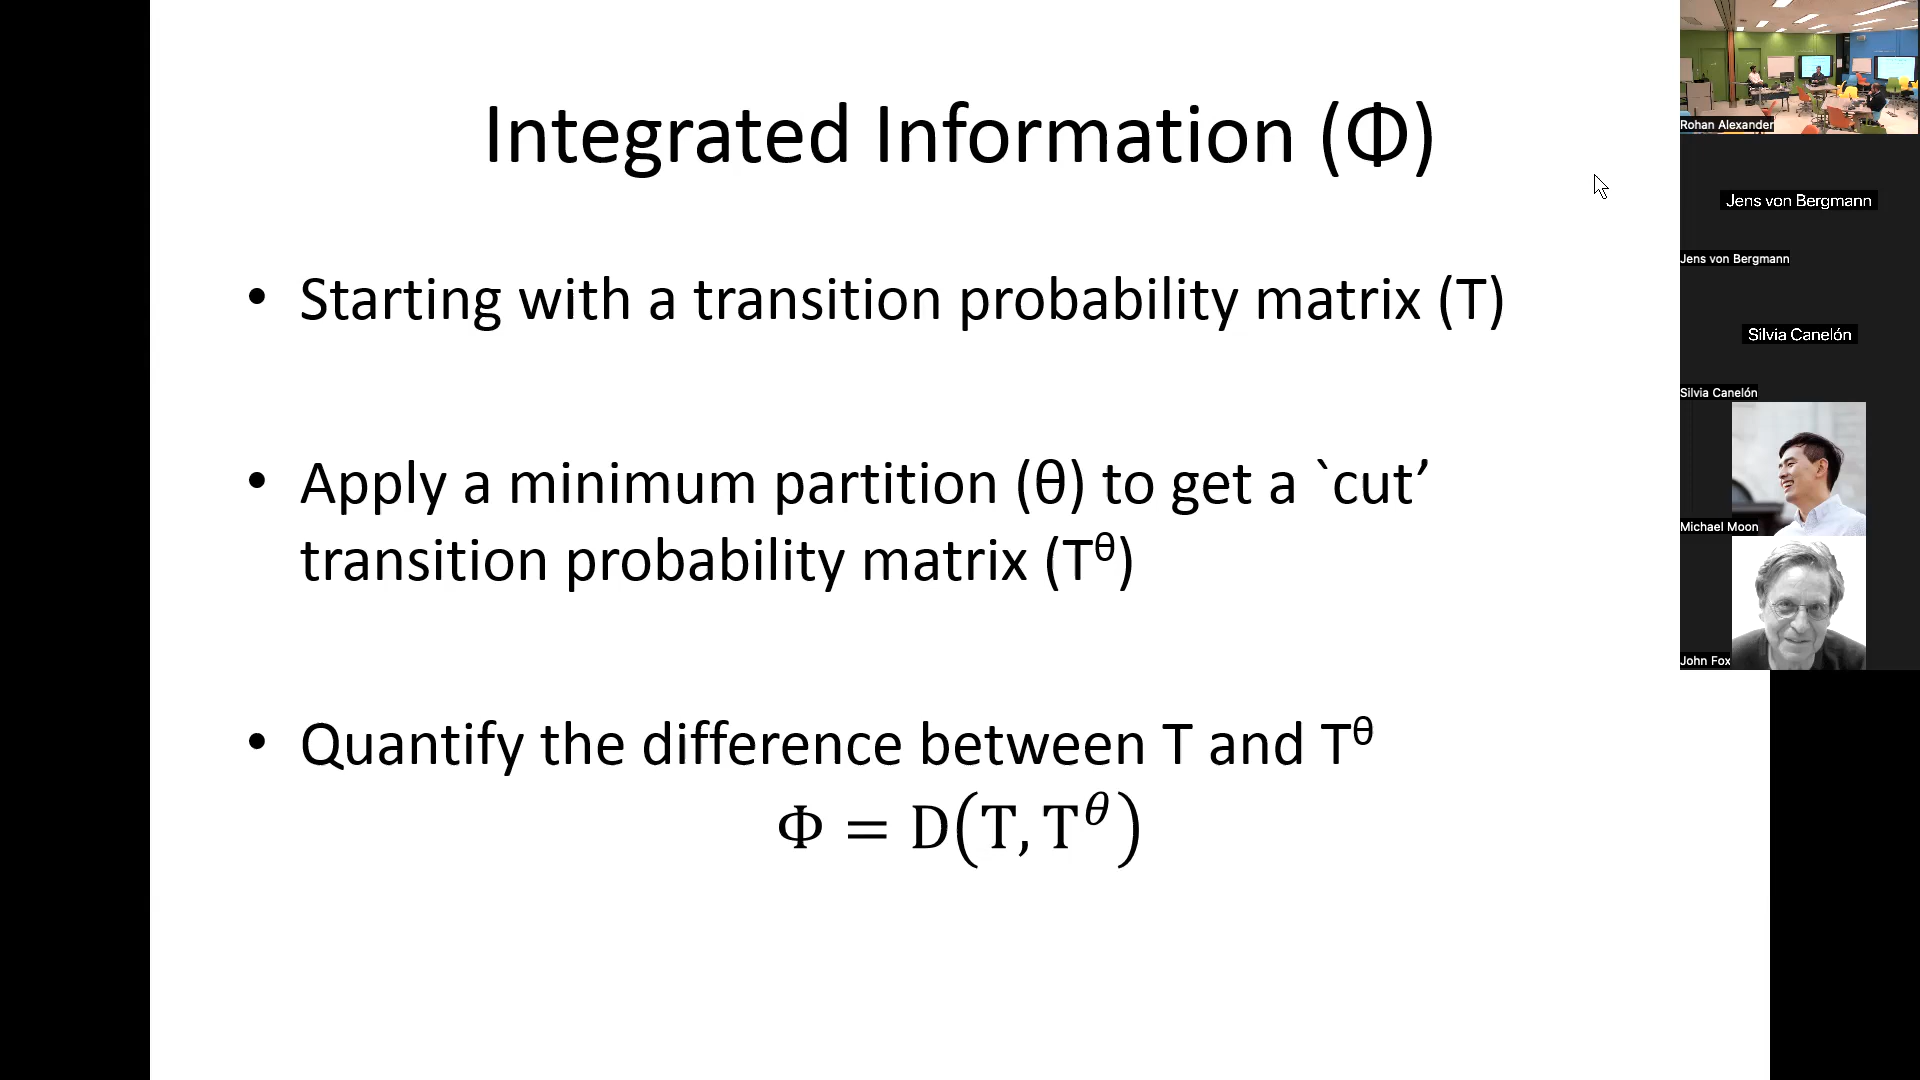 Integrated Information (Φ)
• Starting with a transition probability matrix (T)
• Apply a minimum partition (θ) to get a `cut’
transition probability matrix (Tᶿ)
• Quantify the difference between T and Tᶿ
Φ = D(T, Tᶿ)
Rohan Alexander
Jens von Bergmann
Jens von Bergmann
Silvia Canelón
Silvia Canelón
Michael Moon
John Fox